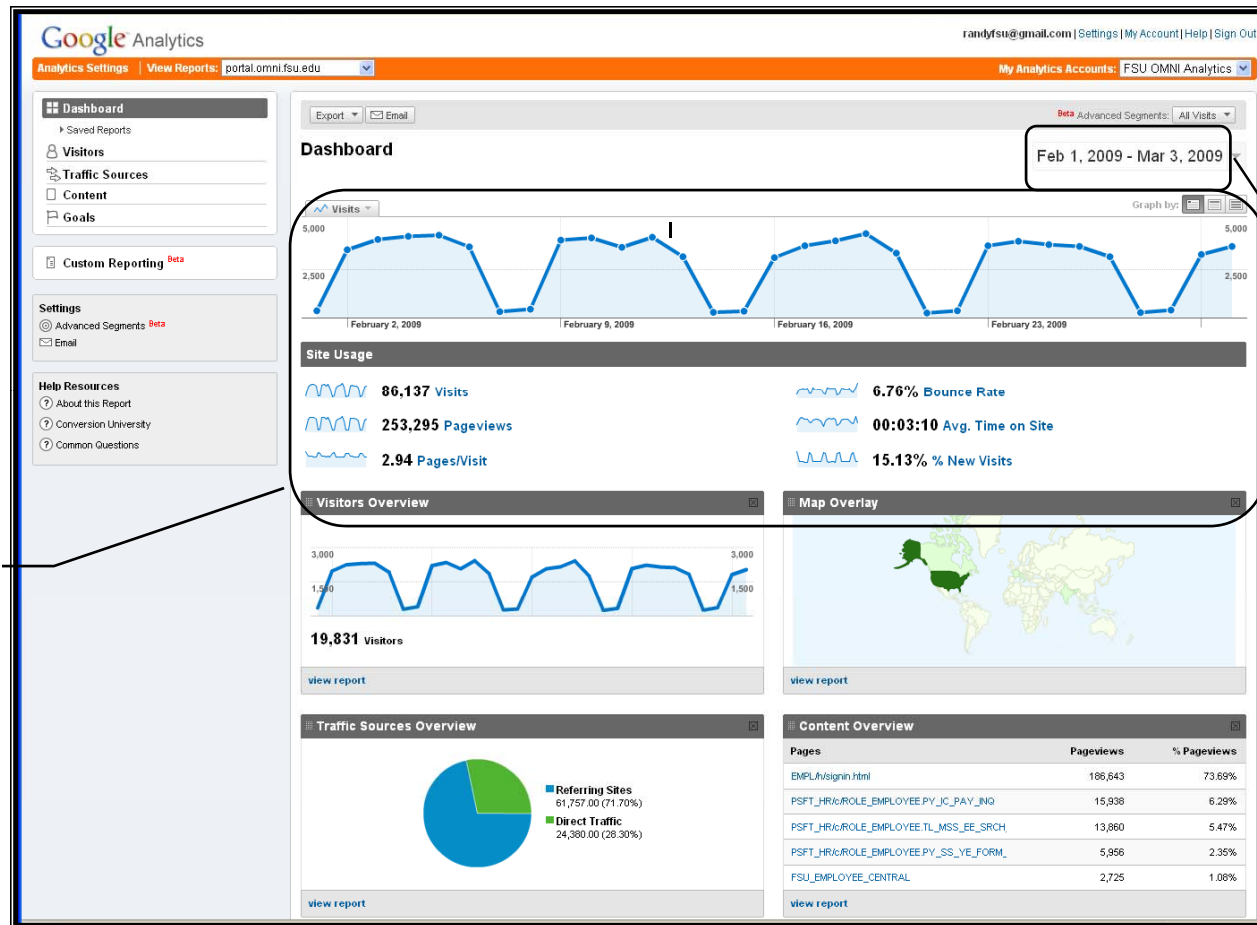 Google Analytics
randyfsu@gmail.com | Settings | My Account | Help | Sign Out
Analytics Settings | View Reports: portal.omni.fsu.edu
My Analytics Accounts: FSU OMNI Analytics
Dashboard
Saved Reports
Visitors
Traffic Sources
Content
Goals
Custom Reporting Beta
Settings
Advanced Segments Beta
Email
Help Resources
About this Report
Conversion University
Common Questions
Export
Email
Beta Advanced Segments: All Visits
Dashboard
Feb 1, 2009 - Mar 3, 2009
Visits
Graph by:
5,000 5,000
2,500 2,500
February 2, 2009 February 9, 2009 February 16, 2009 February 23, 2009
Site Usage
86,137 Visits
253,295 Pageviews
2.94 Pages/Visit
6.76% Bounce Rate
00:03:10 Avg. Time on Site
15.13% % New Visits
Visitors Overview
3,000 3,000
1,500 1,500
19,831 Visitors
view report
Map Overlay
view report
Traffic Sources Overview
Referring Sites
61,757.00 (71.70%)
Direct Traffic
24,380.00 (28.30%)
view report
Content Overview
Pages Pageviews % Pageviews
EMPL/h/signin.html 186,643 73.69%
PSFT_HR/c/ROLE_EMPLOYEE.PY_IC_PAY_INQ 15,938 6.29%
PSFT_HR/c/ROLE_EMPLOYEE.TL_MSS_EE_SRCH_ 13,860 5.47%
PSFT_HR/c/ROLE_EMPLOYEE.PY_SS_YE_FORM_ 5,956 2.35%
FSU_EMPLOYEE_CENTRAL 2,725 1.08%
view report